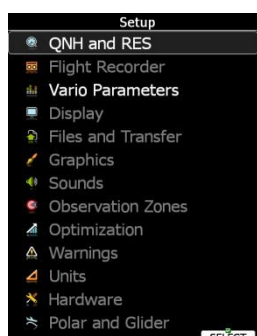 Setup
QNH and RES
Flight Recorder
Vario Parameters
Display
Files and Transfer
Graphics
Sounds
Observation Zones
Optimization
Warnings
Units
Hardware
Polar and Glider
SELECT